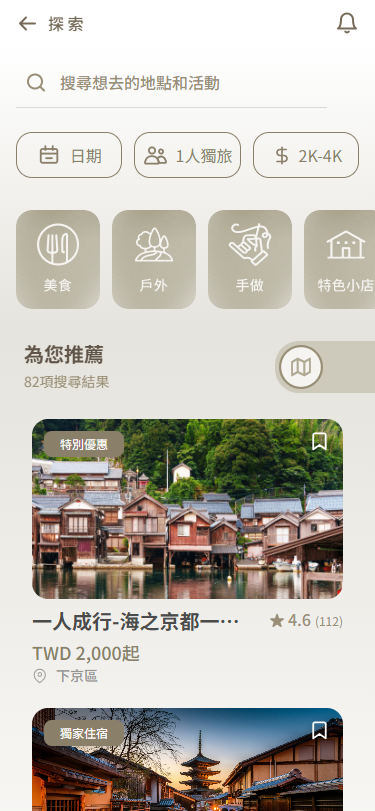 探索
搜尋想去的地點和活動
日期
1人獨旅
2K-4K
美食
戶外
手做
特色小店
為您推薦
82項搜尋結果
特別優惠
一人成行-海之京都一…
4.6 (112)
TWD 2,000起
下京區
獨家住宿